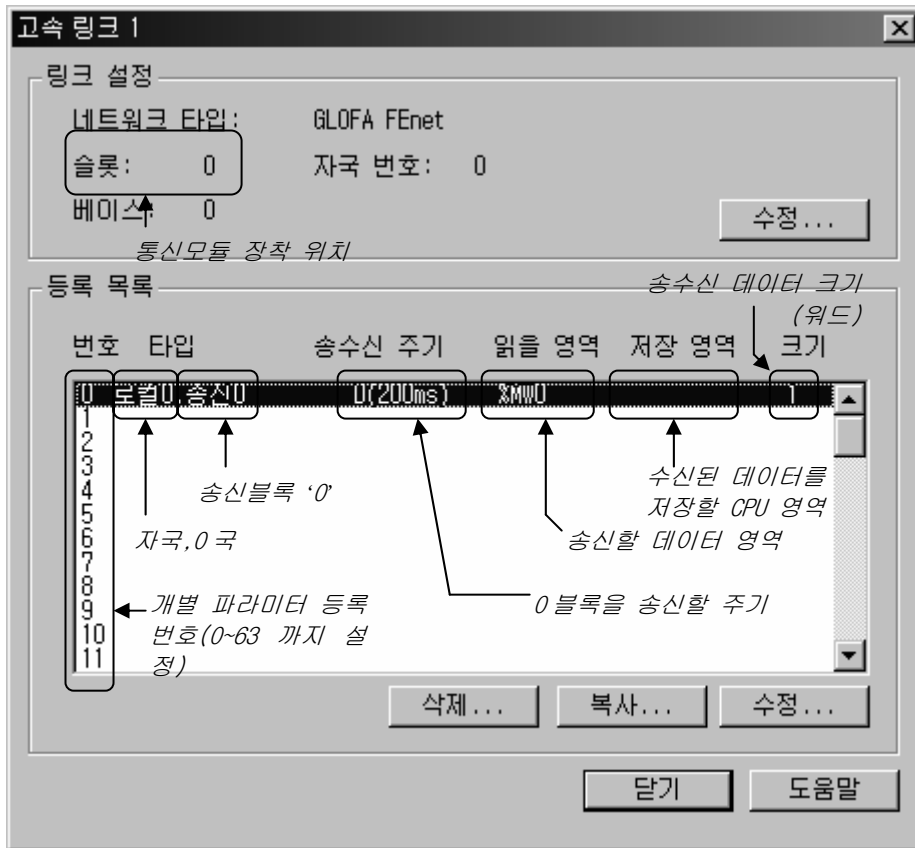 고속 링크 1
링크 설정
네트워크 타입: GLOFA FEnet
슬롯: 0 자국 번호: 0
베이스: 0
수정...
통신모듈 장착 위치
등록 목록
송수신 데이터 크기
(워드)
번호 타입 송수신 주기 읽을 영역 저장 영역 크기
0 로컬0,송신0 0(200ms) %MW0 1
1
2
3
4
5
6
7
8
9
10
11
송신블록 ‘0’
수신된 데이터를
저장할 CPU 영역
자국,0 국
송신할 데이터 영역
개별 파라미터 등록
번호(0~63 까지 설
정)
0 블록을 송신할 주기
삭제... 복사... 수정...
닫기 도움말